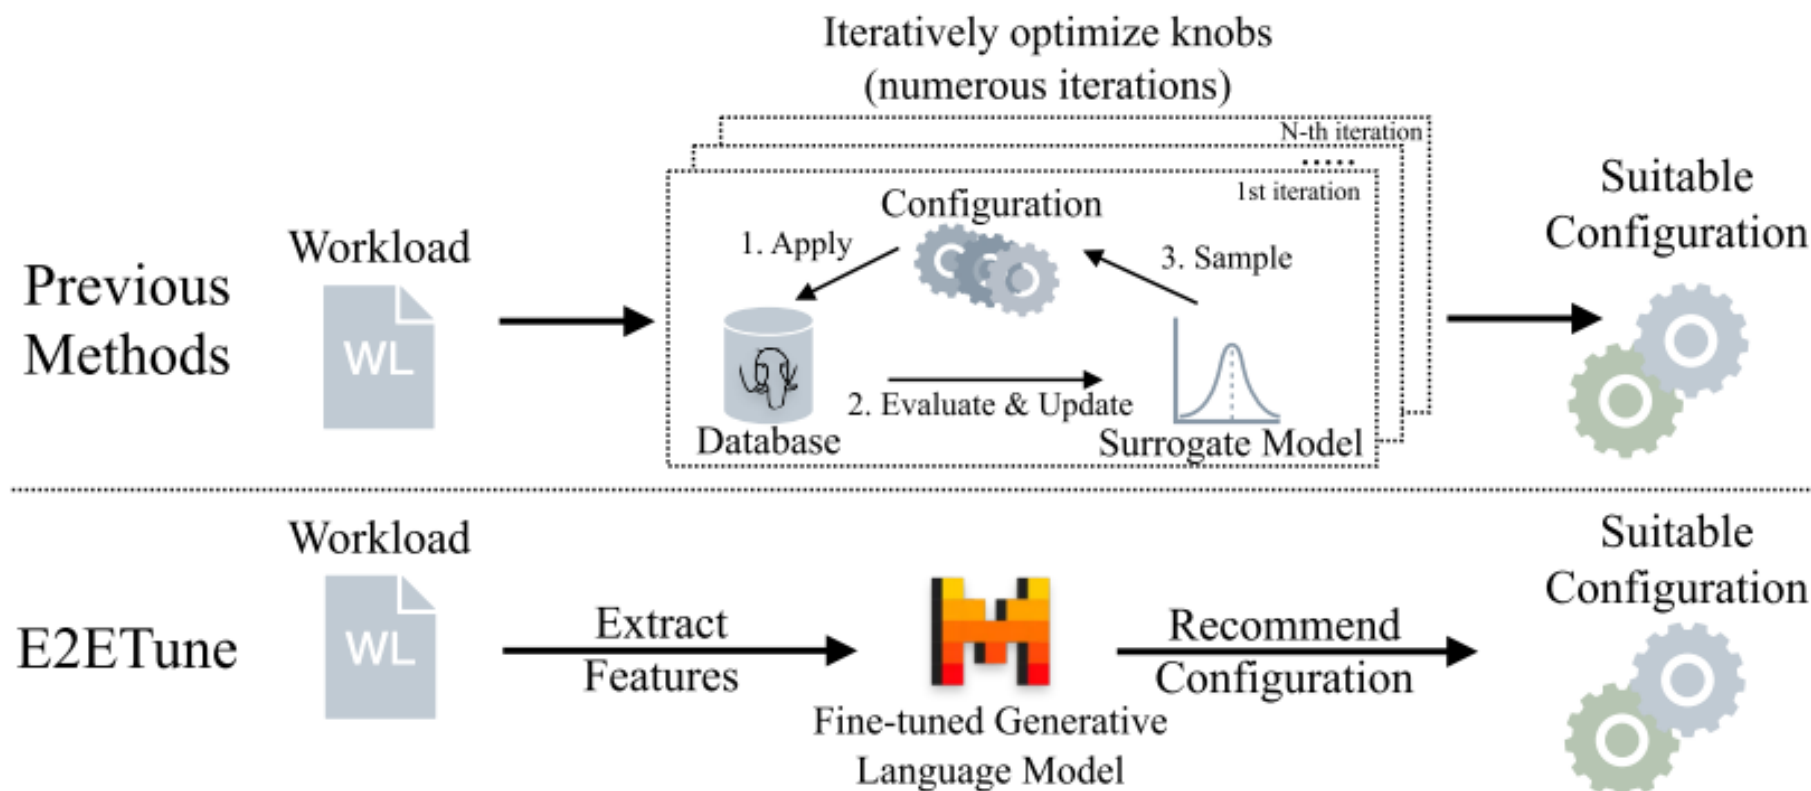 Iteratively optimize knobs
(numerous iterations)
N-th iteration
.....
1st iteration
Suitable
Configuration
Configuration
Workload
1. Apply
3. Sample
Previous
Methods
WL
2. Evaluate & Update
Database
Surrogate Model
Workload
Suitable
Configuration
E2ETune
WL
Extract
Features
Recommend
Configuration
Fine-tuned Generative
Language Model